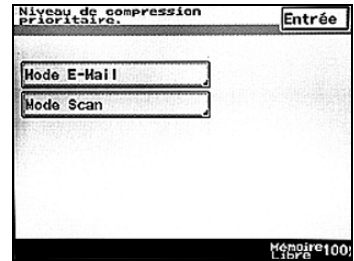 Niveau de compression
prioritaire.
Entrée
Mode E-Mail
Mode Scan
Mémoire
Libre 100%